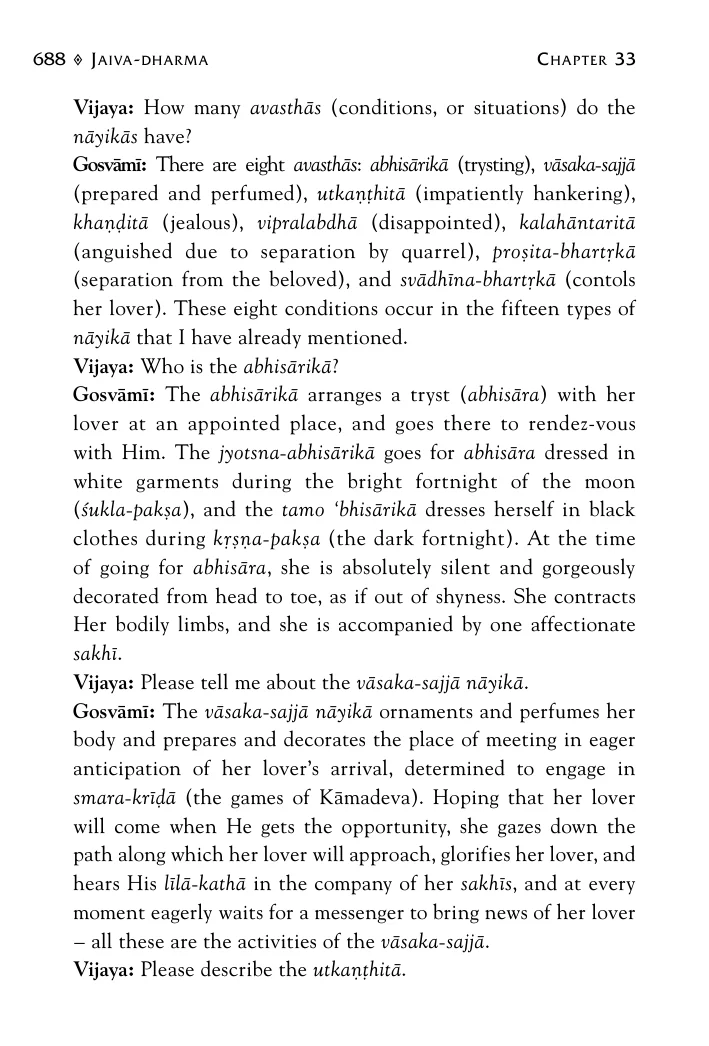 688 ⟡ JAIVA-DHARMA CHAPTER 33
Vijaya: How many avasthās (conditions, or situations) do the
nāyikās have?
Gosvāmī: There are eight avasthās: abhisārikā (trysting), vāsaka-sajjā
(prepared and perfumed), utkaṇṭhitā (impatiently hankering),
khaṇḍitā (jealous), vipralabdhā (disappointed), kalahāntaritā
(anguished due to separation by quarrel), proṣita-bhartṛkā
(separation from the beloved), and svādhīna-bhartṛkā (contols
her lover). These eight conditions occur in the fifteen types of
nāyikā that I have already mentioned.
Vijaya: Who is the abhisārikā?
Gosvāmī: The abhisārikā arranges a tryst (abhisāra) with her
lover at an appointed place, and goes there to rendez-vous
with Him. The jyotsna-abhisārikā goes for abhisāra dressed in
white garments during the bright fortnight of the moon
(śukla-pakṣa), and the tamo ‘bhisārikā dresses herself in black
clothes during kṛṣṇa-pakṣa (the dark fortnight). At the time
of going for abhisāra, she is absolutely silent and gorgeously
decorated from head to toe, as if out of shyness. She contracts
Her bodily limbs, and she is accompanied by one affectionate
sakhī.
Vijaya: Please tell me about the vāsaka-sajjā nāyikā.
Gosvāmī: The vāsaka-sajjā nāyikā ornaments and perfumes her
body and prepares and decorates the place of meeting in eager
anticipation of her lover’s arrival, determined to engage in
smara-krīḍā (the games of Kāmadeva). Hoping that her lover
will come when He gets the opportunity, she gazes down the
path along which her lover will approach, glorifies her lover, and
hears His līlā-kathā in the company of her sakhīs, and at every
moment eagerly waits for a messenger to bring news of her lover
– all these are the activities of the vāsaka-sajjā.
Vijaya: Please describe the utkaṇṭhitā.